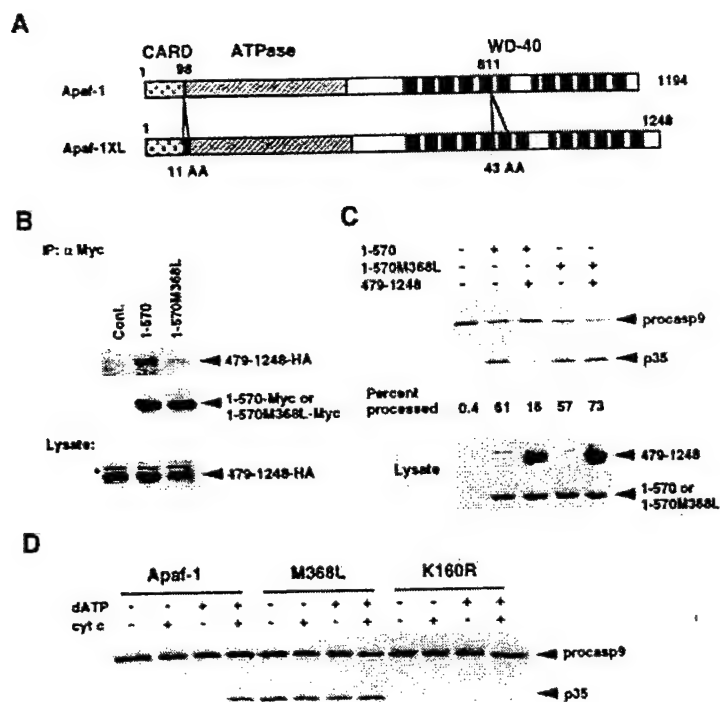 A
CARD ATPase WD-40
1 98 811
Apaf-1 1194
1 1248
Apaf-1XL
11 AA 43 AA
B
IP: α Myc
Cont.
1-570
1-570M368L
479-1248-HA
1-570-Myc or
1-570M368L-Myc
Lysate:
* 479-1248-HA
C
1-570 - + + - -
1-570M368L - - - + +
479-1248 - - + - +
procasp9
p35
Percent
processed 0.4 61 16 57 73
Lysate
479-1248
1-570 or
1-570M368L
D
Apaf-1 M368L K160R
dATP - - + + - - + + - - + +
cyt c - + - + - + - + - + - +
procasp9
p35